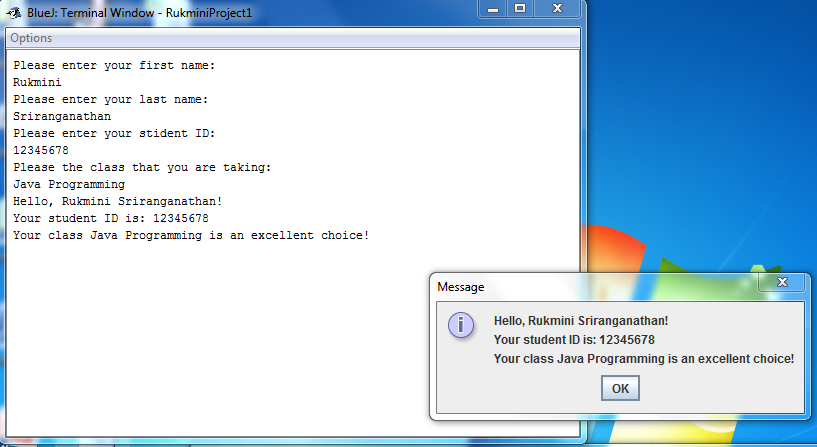 BlueJ: Terminal Window - RukminiProject1
Options
Please enter your first name:
Rukmini
Please enter your last name:
Sriranganathan
Please enter your stident ID:
12345678
Please the class that you are taking:
Java Programming
Hello, Rukmini Sriranganathan!
Your student ID is: 12345678
Your class Java Programming is an excellent choice!
Message
Hello, Rukmini Sriranganathan!
Your student ID is: 12345678
Your class Java Programming is an excellent choice!
OK